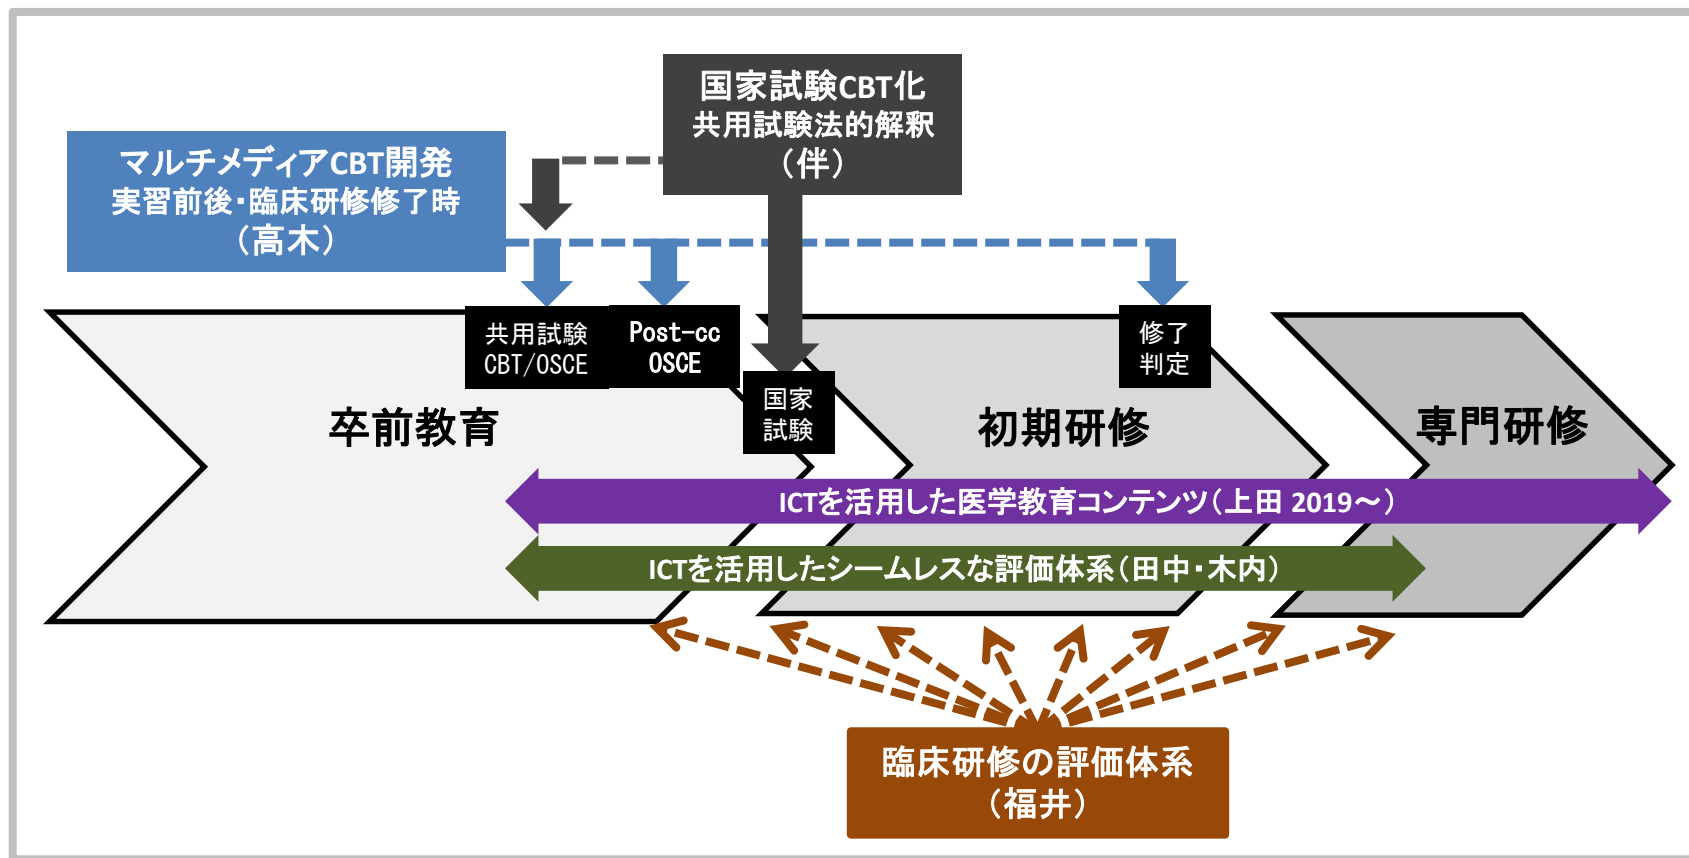 国家試験CBT化
共用試験法的解釈
（伴）
マルチメディアCBT開発
実習前後・臨床研修修了時
（高木）
共用試験
CBT/OSCE
Post-cc
OSCE
国家
試験
修了
判定
卒前教育
初期研修
専門研修
ICTを活用した医学教育コンテンツ（上田 2019～）
ICTを活用したシームレスな評価体系（田中・木内）
臨床研修の評価体系
（福井）